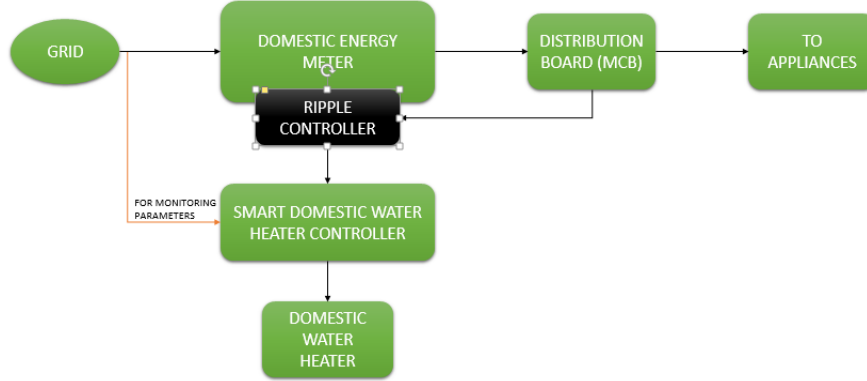 GRID
DOMESTIC ENERGY
METER
DISTRIBUTION
BOARD (MCB)
TO
APPLIANCES
RIPPLE
CONTROLLER
FOR MONITORING
PARAMETERS
SMART DOMESTIC WATER
HEATER CONTROLLER
DOMESTIC
WATER
HEATER